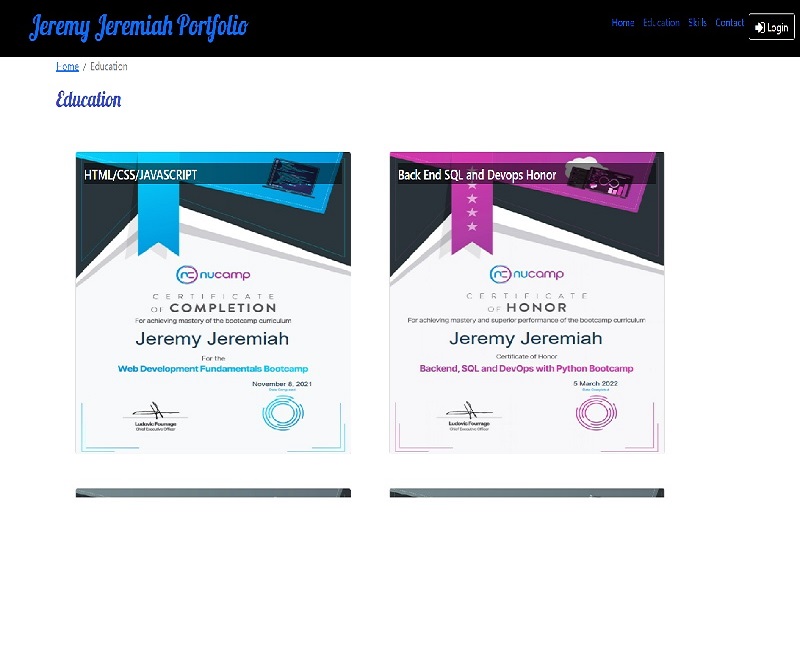 Jeremy Jeremiah Portfolio
Home Education Skills Contact Login
Home / Education
Education
HTML/CSS/JAVASCRIPT
nucamp
CERTIFICATE
OF COMPLETION
For achieving mastery of the bootcamp curriculum
Jeremy Jeremiah
For the
Web Development Fundamentals Bootcamp
November 8, 2021
Date Completed
Ludovic Fourrage
Chief Executive Officer
Back End SQL and Devops Honor
nucamp
CERTIFICATE
OF HONOR
For achieving mastery and superior performance of the bootcamp curriculum
Jeremy Jeremiah
Certificate of Honor
Backend, SQL and DevOps with Python Bootcamp
5 March 2022
Date Completed
Ludovic Fourrage
Chief Executive Officer